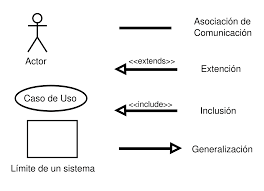 Asociación de
Comunicación
Actor
<<extends>>
Extención
Caso de Uso
<<include>>
Inclusión
Generalización
Límite de un sistema